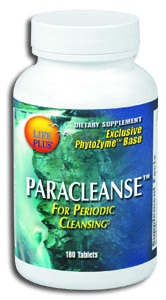 LIFE
PLUS
DIETARY SUPPLEMENT
Exclusive
PhytoZyme™ Base
PARACLEANSE™
FOR PERIODIC
CLEANSING
180 Tablets